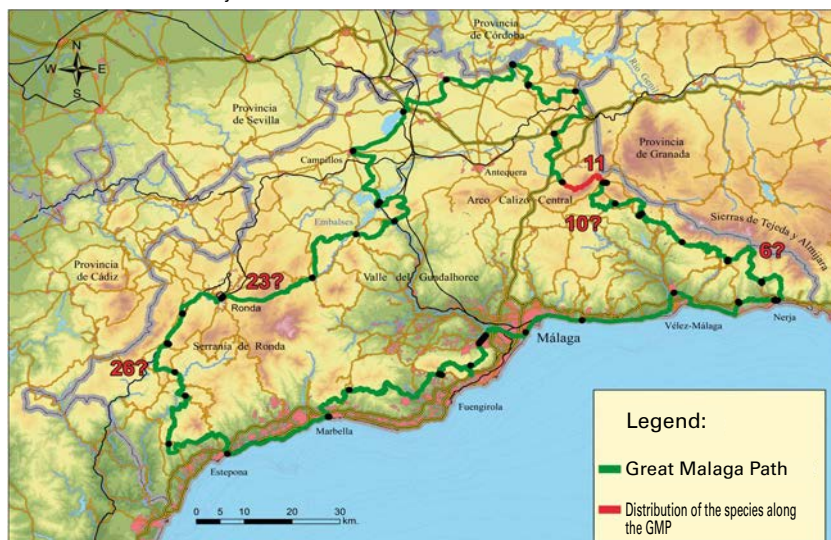 Provincia
de Córdoba
N
W E
S
Río Genil
Provincia
de Sevilla
Provincia
de Granada
Campillos
Antequera
11
Arco Calizo Central
10?
Sierras de Tejeda y Almijara
Embalses
6?
Provincia
de Cádiz
23?
Valle del Guadalhorce
Ronda
Nerja
Vélez-Málaga
Málaga
Serranía de Ronda
26?
Fuengirola
Marbella
Estepona
0 5 10 20 30
km.
Legend:
Great Malaga Path
Distribution of the species along
the GMP